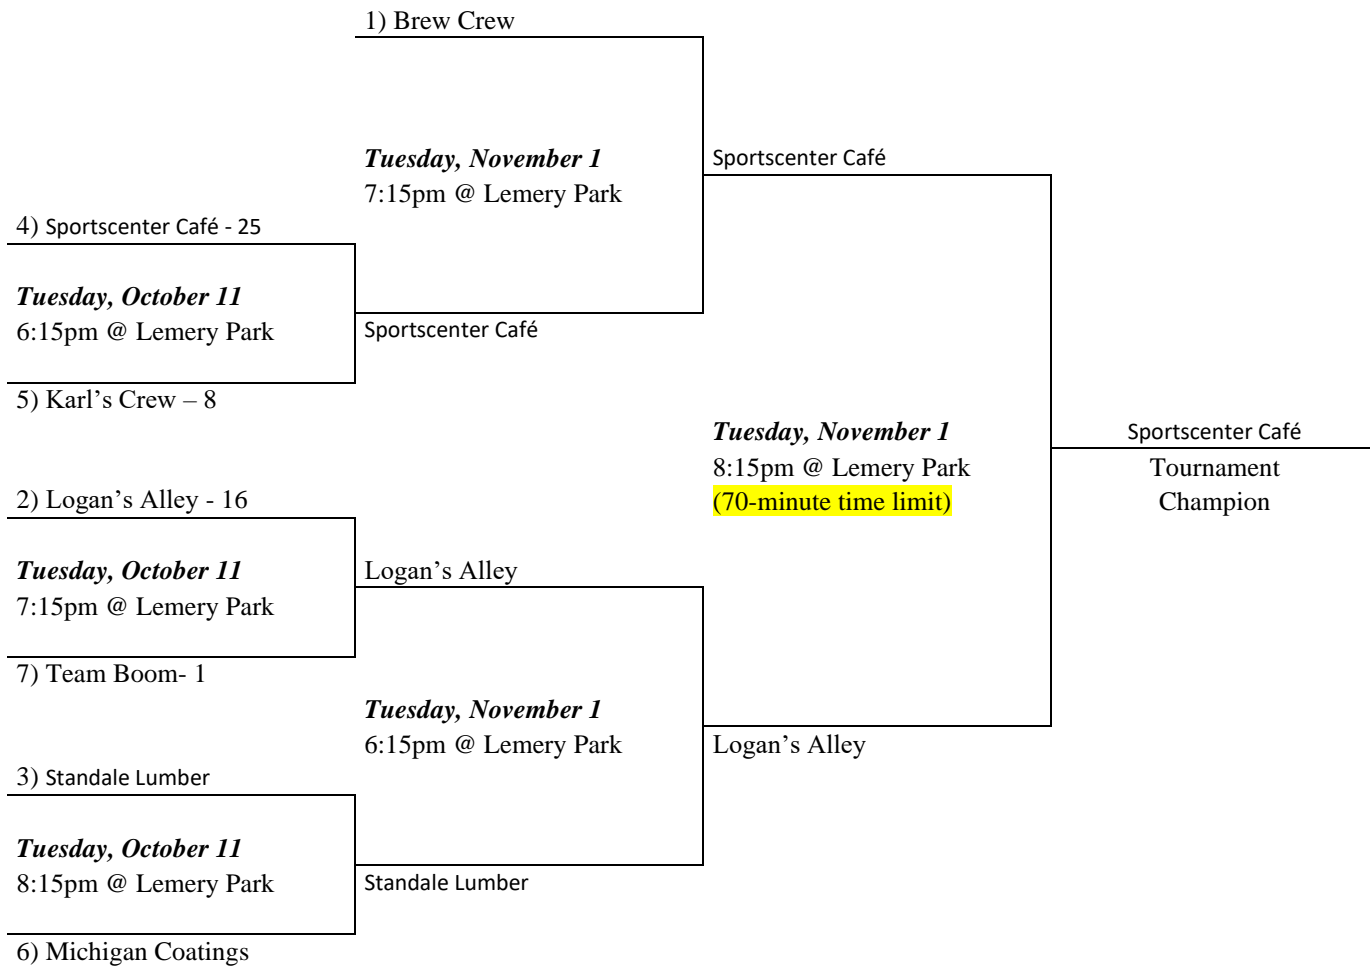 1) Brew Crew
Tuesday, November 1
7:15pm @ Lemery Park
Sportscenter Café
4) Sportscenter Café - 25
Tuesday, October 11
6:15pm @ Lemery Park
Sportscenter Café
5) Karl’s Crew – 8
Tuesday, November 1
8:15pm @ Lemery Park
(70-minute time limit)
Sportscenter Café
Tournament
Champion
2) Logan’s Alley - 16
Tuesday, October 11
7:15pm @ Lemery Park
Logan’s Alley
7) Team Boom- 1
Tuesday, November 1
6:15pm @ Lemery Park
Logan’s Alley
3) Standale Lumber
Tuesday, October 11
8:15pm @ Lemery Park
Standale Lumber
6) Michigan Coatings